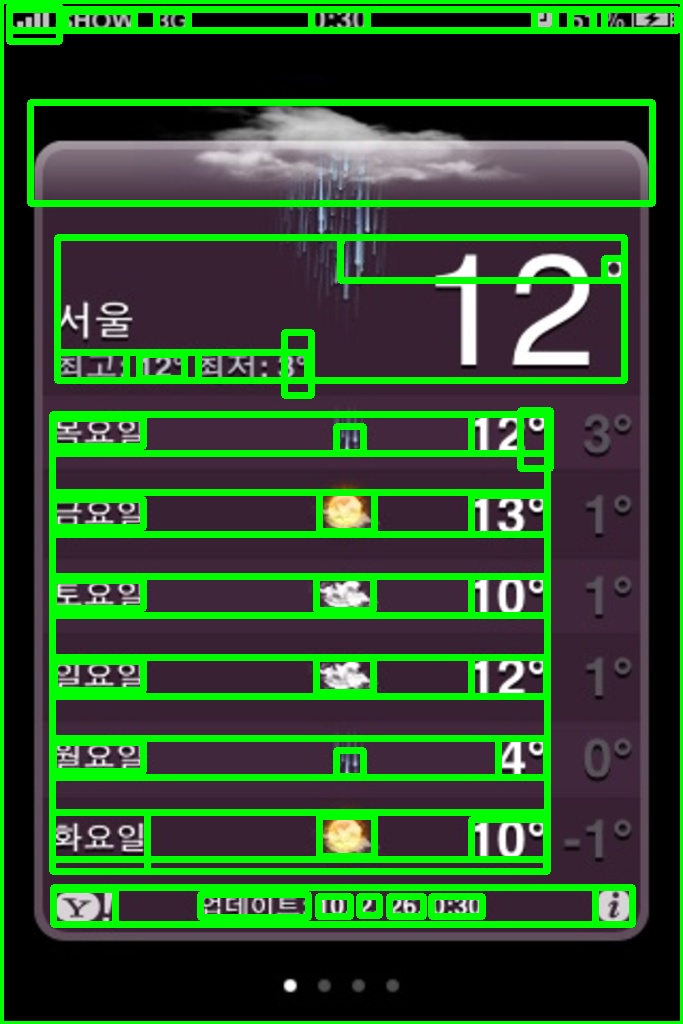 SHOW 3G 0:30 51 %
12°
서울
최고: 12° 최저: 3°
목요일 12° 3°
금요일 13° 1°
토요일 10° 1°
일요일 12° 1°
월요일 4° 0°
화요일 10° -1°
Y! 업데이트: 10. 2. 26. 0:30 i